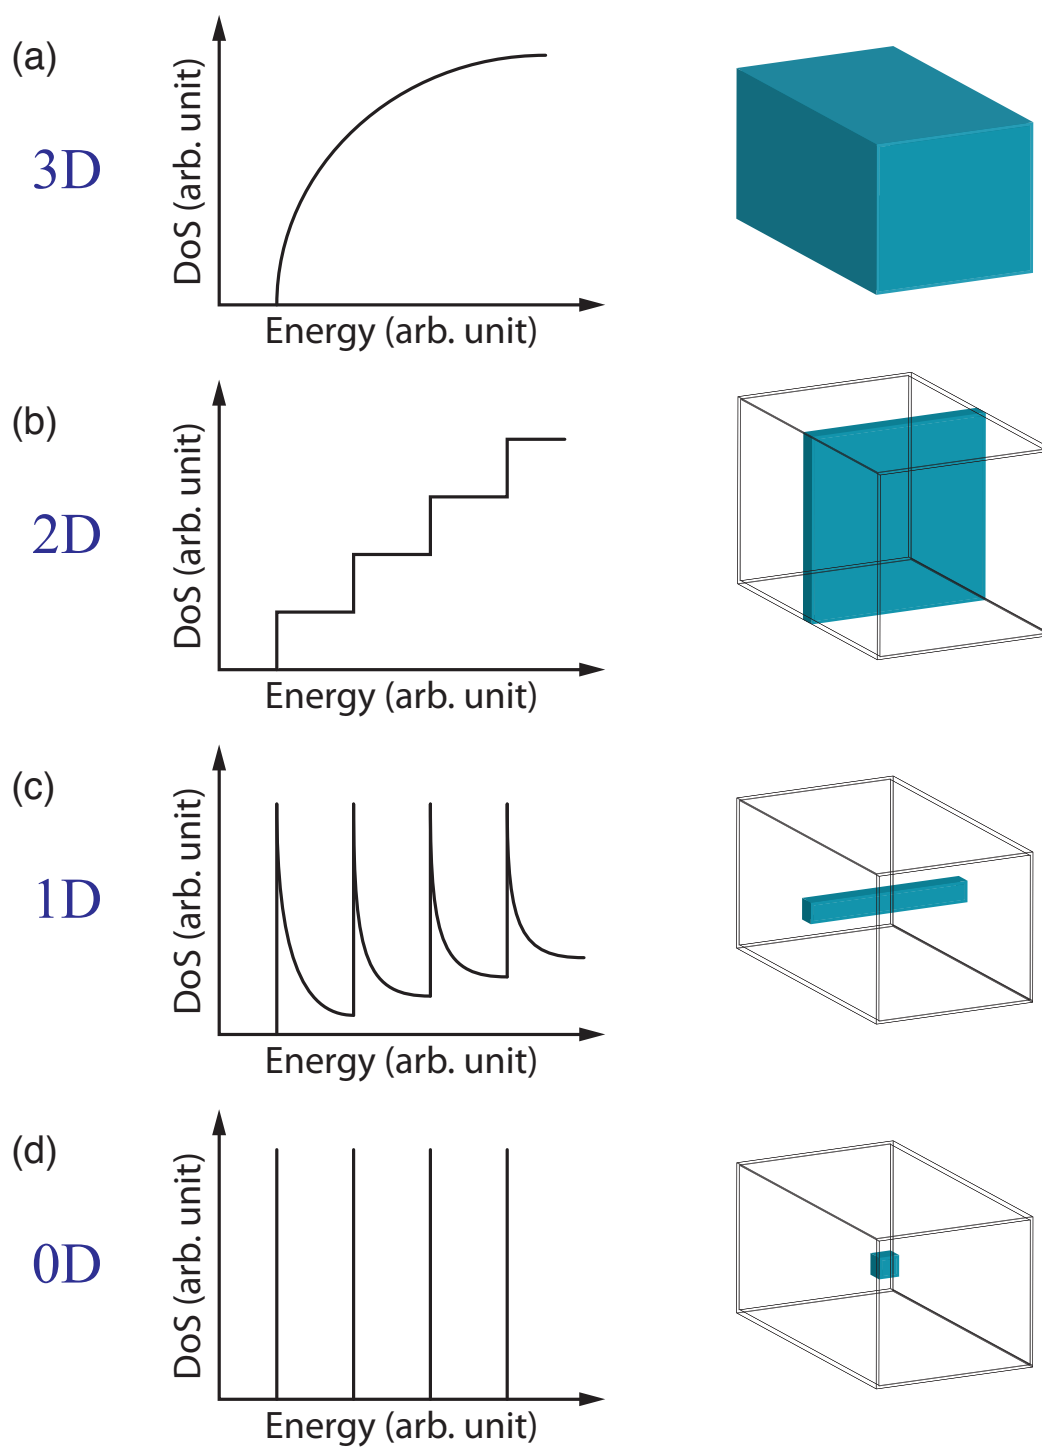 (a)
3D
DoS (arb. unit)
Energy (arb. unit)
(b)
2D
DoS (arb. unit)
Energy (arb. unit)
(c)
1D
DoS (arb. unit)
Energy (arb. unit)
(d)
0D
DoS (arb. unit)
Energy (arb. unit)